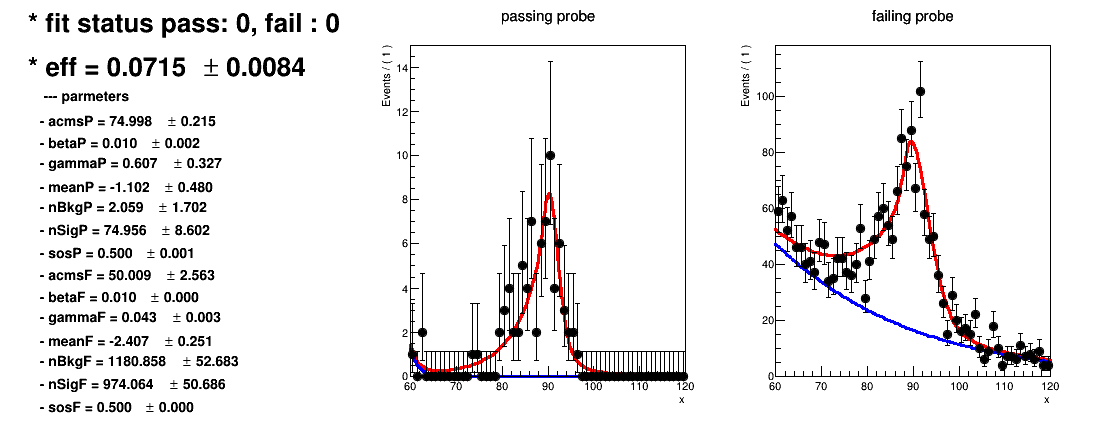 * fit status pass: 0, fail : 0
* eff = 0.0715 ± 0.0084
--- parmeters
- acmsP = 74.998 ± 0.215
- betaP = 0.010 ± 0.002
- gammaP = 0.607 ± 0.327
- meanP = -1.102 ± 0.480
- nBkgP = 2.059 ± 1.702
- nSigP = 74.956 ± 8.602
- sosP = 0.500 ± 0.001
- acmsF = 50.009 ± 2.563
- betaF = 0.010 ± 0.000
- gammaF = 0.043 ± 0.003
- meanF = -2.407 ± 0.251
- nBkgF = 1180.858 ± 52.683
- nSigF = 974.064 ± 50.686
- sosF = 0.500 ± 0.000
passing probe
Events / ( 1 )
14
12
10
8
6
4
2
0
60 70 80 90 100 110 120
x
failing probe
Events / ( 1 )
100
80
60
40
20
0
60 70 80 90 100 110 120
x